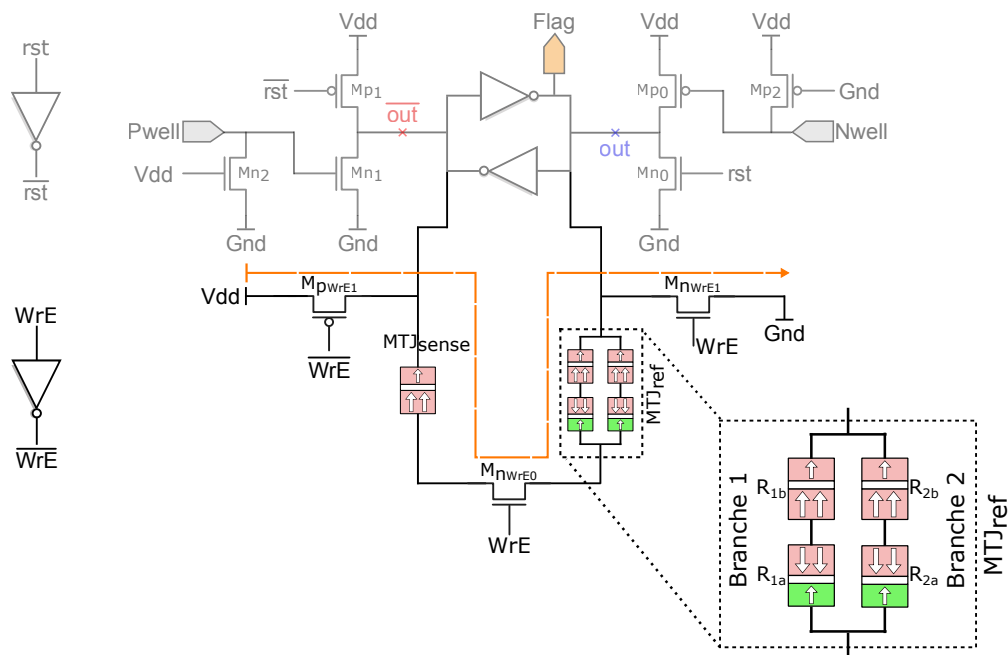 Flag
rst
Vdd
Vdd
Vdd
rst
Mp1
Mp0
Mp2
Gnd
out
Pwell
Nwell
out
rst
Vdd
Mn2
Mn1
Mn0
rst
Gnd
Gnd
Gnd
MpWrE1
MnWrE1
Vdd
WrE
Gnd
WrE
WrE
MTJsense
MTJref
WrE
MnWrE0
WrE
Branche 1
R1b
R2b
R1a
R2a
Branche 2
MTJref